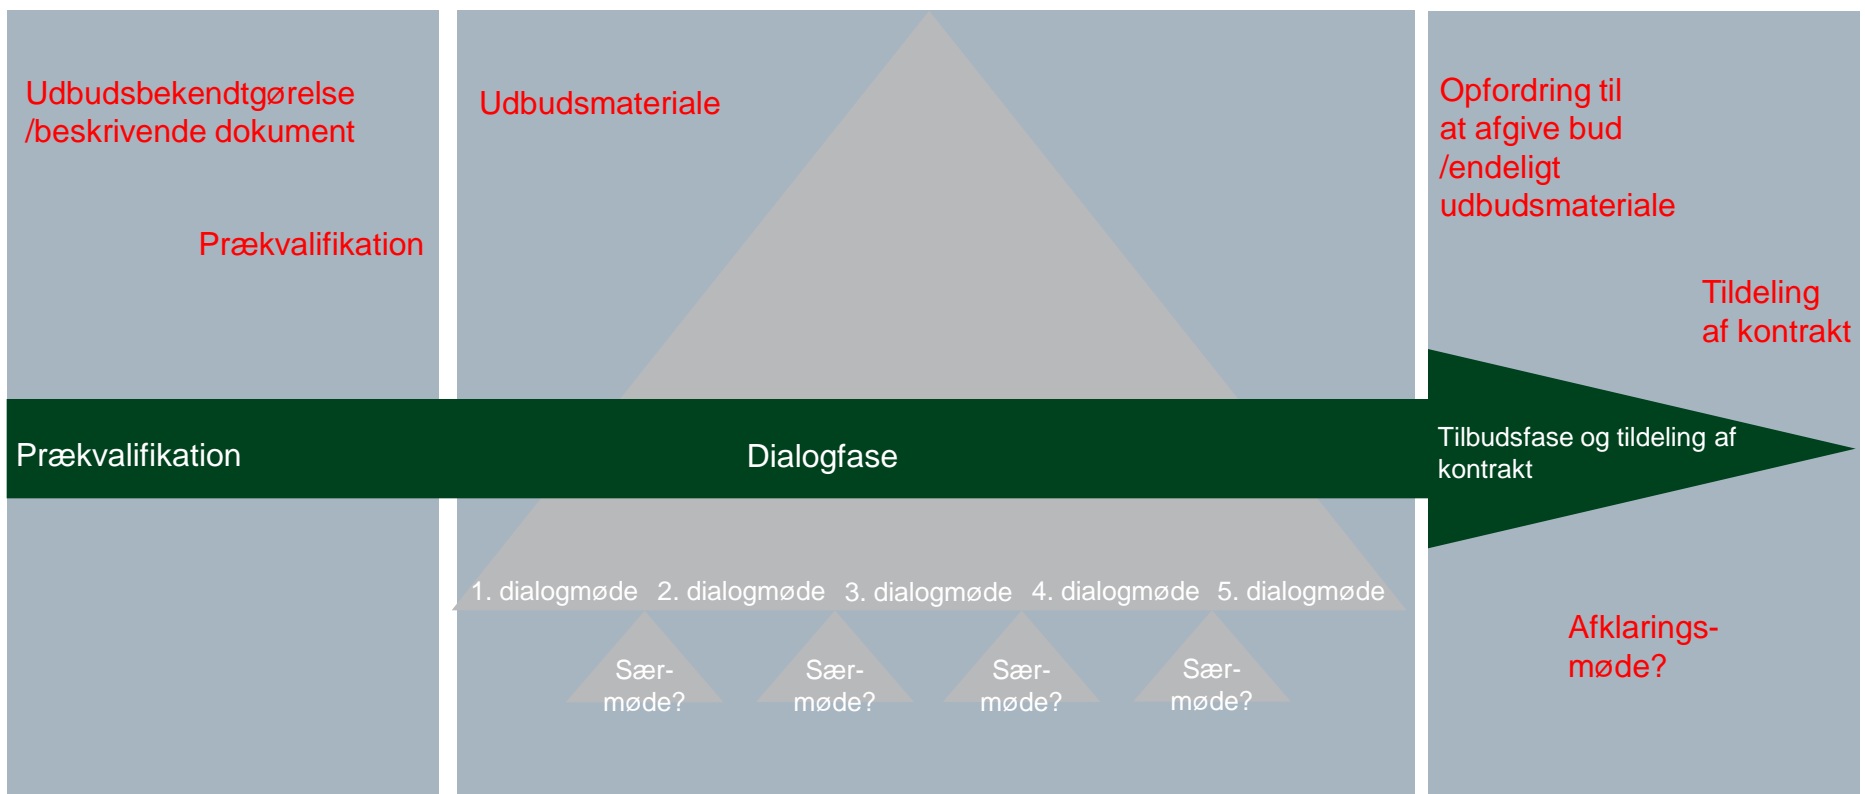 Udbudsbekendtgørelse
/beskrivende dokument
Prækvalifikation
Udbudsmateriale
Opfordring til
at afgive bud
/endeligt
udbudsmateriale
Tildeling
af kontrakt
Prækvalifikation
Dialogfase
Tilbudsfase og tildeling af
kontrakt
1. dialogmøde
2. dialogmøde
3. dialogmøde
4. dialogmøde
5. dialogmøde
Sær-
møde?
Sær-
møde?
Sær-
møde?
Sær-
møde?
Afklarings-
møde?